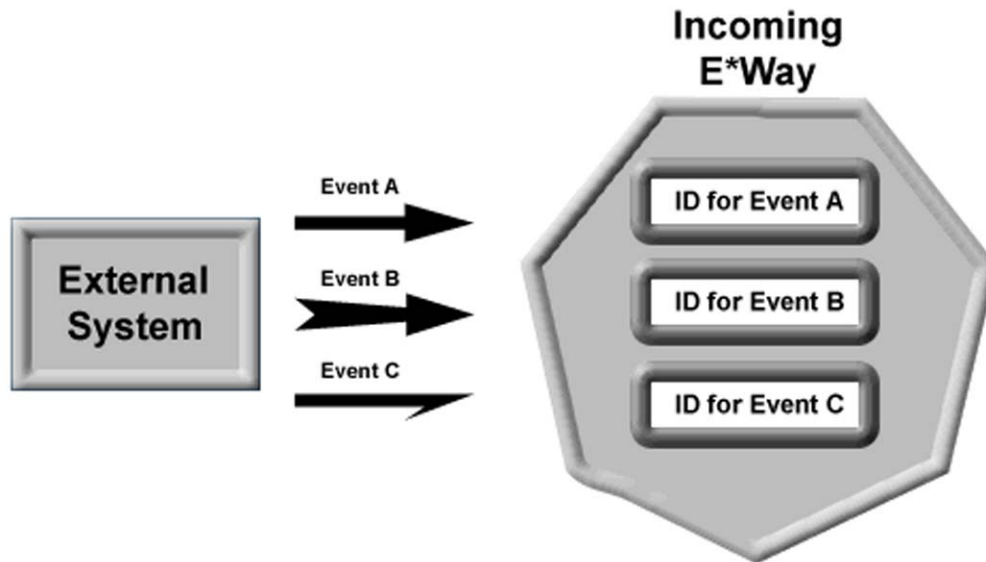 Incoming
E*Way
Event A
ID for Event A
External
System
Event B
ID for Event B
Event C
ID for Event C